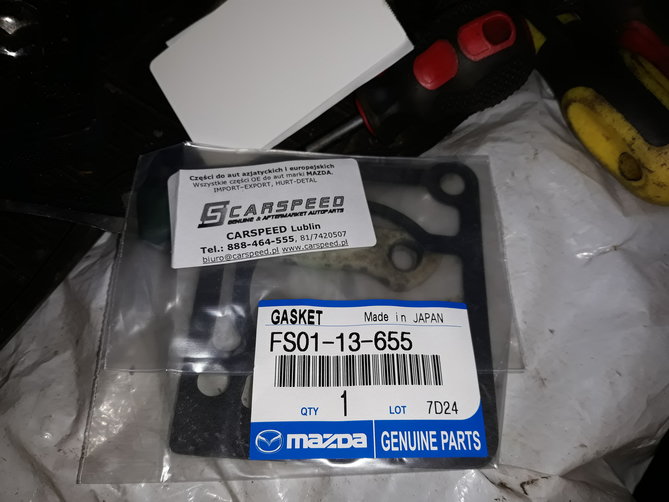 Części do aut azjatyckich i europejskich
Wszystkie części OE do aut marki MAZDA.
IMPORT-EXPORT, HURT-DETAL
CARSPEED
GENUINE & AFTERMARKET AUTOPARTS
CARSPEED Lublin
Tel.: 888-464-555, 81/7420507
biuro@carspeed.pl www.carspeed.pl
GASKET Made in JAPAN
FS01-13-655
QTY 1 LOT 7D24
mazda GENUINE PARTS